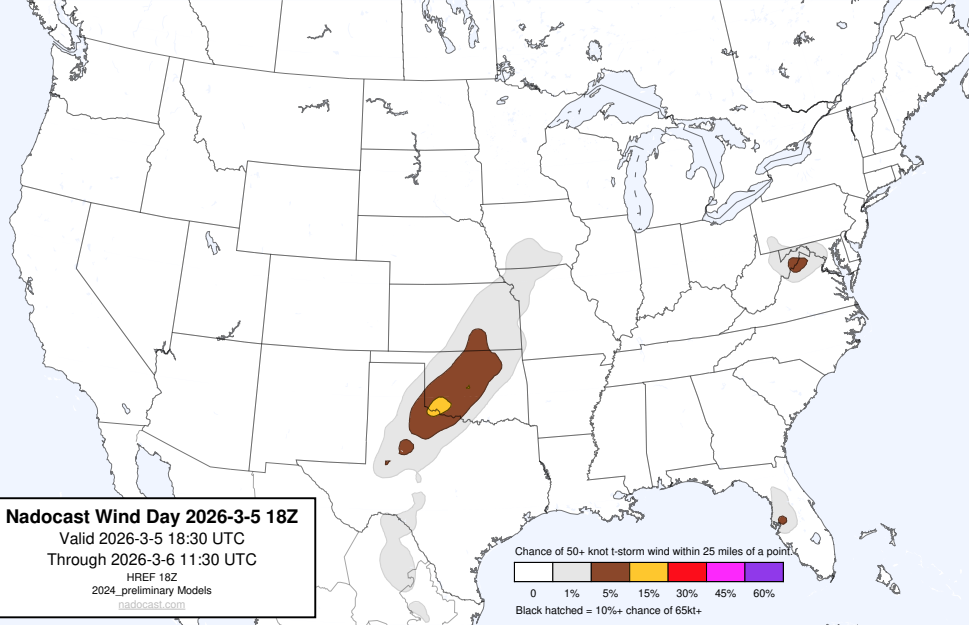 Nadocast Wind Day 2026-3-5 18Z
Valid 2026-3-5 18:30 UTC
Through 2026-3-6 11:30 UTC
HREF 18Z
2024_preliminary Models
nadocast.com
Chance of 50+ knot t-storm wind within 25 miles of a point.
0 1% 5% 15% 30% 45% 60%
Black hatched = 10%+ chance of 65kt+